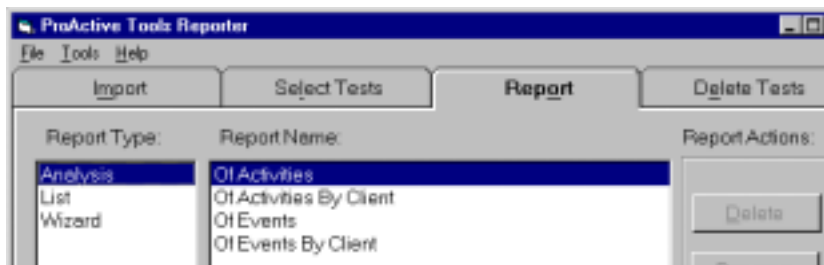 ProActive Tools Reporter
File Tools Help
Import Select Tests Report Delete Tests
Report Type: Report Name: Report Actions:
Analysis Of Activities
List Of Activities By Client
Wizard Of Events
Of Events By Client
Delete